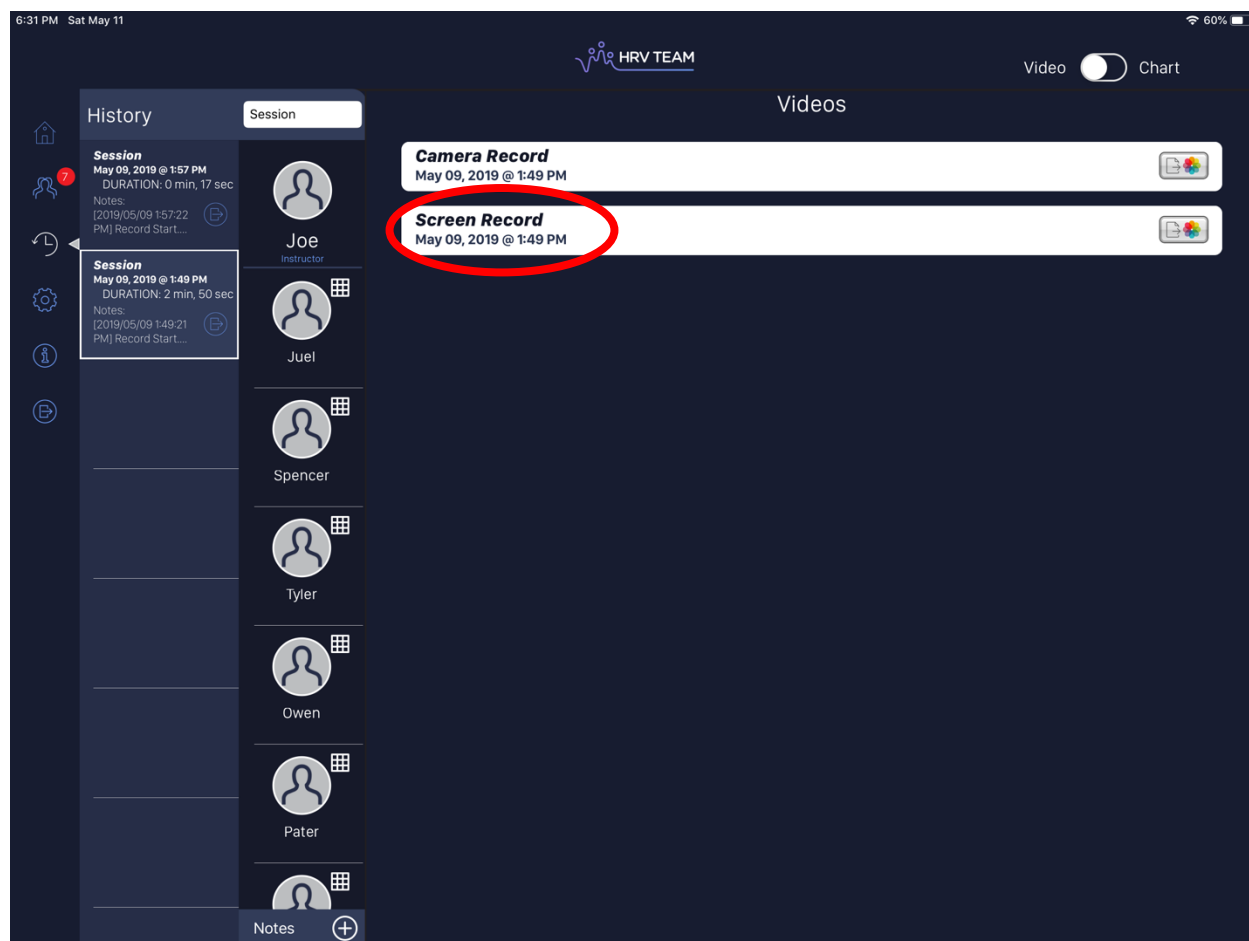 6:31 PM Sat May 11
60%
HRV TEAM
Video Chart
History
Session
Videos
Session
May 09, 2019 @ 1:57 PM
DURATION: 0 min, 17 sec
Notes:
[2019/05/09 1:57:22
PM] Record Start....
7
Session
May 09, 2019 @ 1:49 PM
DURATION: 2 min, 50 sec
Notes:
[2019/05/09 1:49:21
PM] Record Start....
Joe
Instructor
Juel
Spencer
Tyler
Owen
Pater
Notes
Camera Record
May 09, 2019 @ 1:49 PM
Screen Record
May 09, 2019 @ 1:49 PM